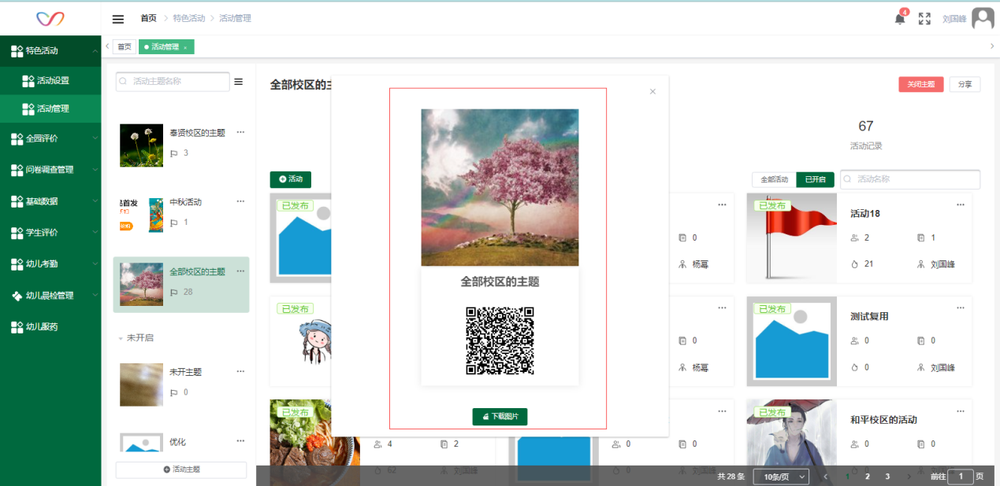 首页 > 特色活动 > 活动管理
4
刘国峰
首页
活动管理 ×
特色活动
活动设置
活动管理
全园评价
问卷调查管理
基础数据
学生评价
幼儿考勤
幼儿晨检管理
幼儿服药
活动主题名称
奉贤校区的主题
3
首发
中秋活动
1
全部校区的主题
28
未开启
未开主题
0
优化
活动主题
全部校区的主
关闭主题
分享
67
活动记录
活动
全部活动
已开启
活动名称
已发布
0
杨幂
已发布
活动18
2
1
21
刘国峰
已发布
0
杨幂
已发布
测试复用
0
0
0
刘国峰
已发布
4
2
62
刘国峰
0
0
0
刘国峰
已发布
和平校区的活动
0
0
全部校区的主题
下载图片
共 28 条
10条/页
1
2
3
前往 1 页